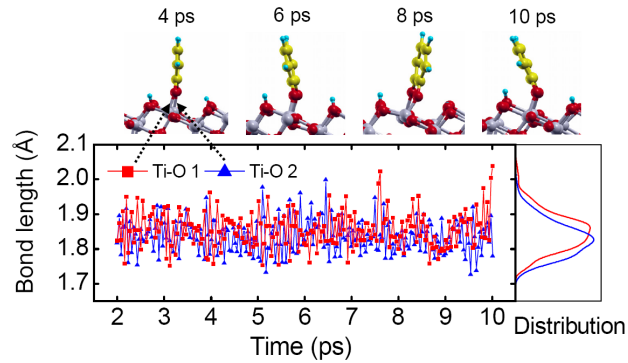 4 ps 6 ps 8 ps 10 ps
Bond length (Å)
2.1
2.0
1.9
1.8
1.7
Ti-O 1 Ti-O 2
2 3 4 5 6 7 8 9 10
Time (ps)
Distribution